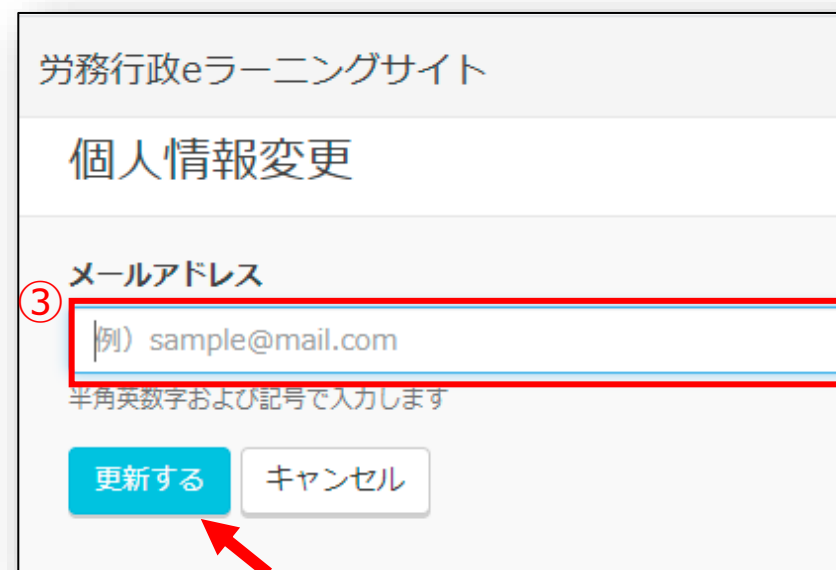 労務行政eラーニングサイト
個人情報変更
メールアドレス
③
例）sample@mail.com
半角英数字および記号で入力します
更新する キャンセル